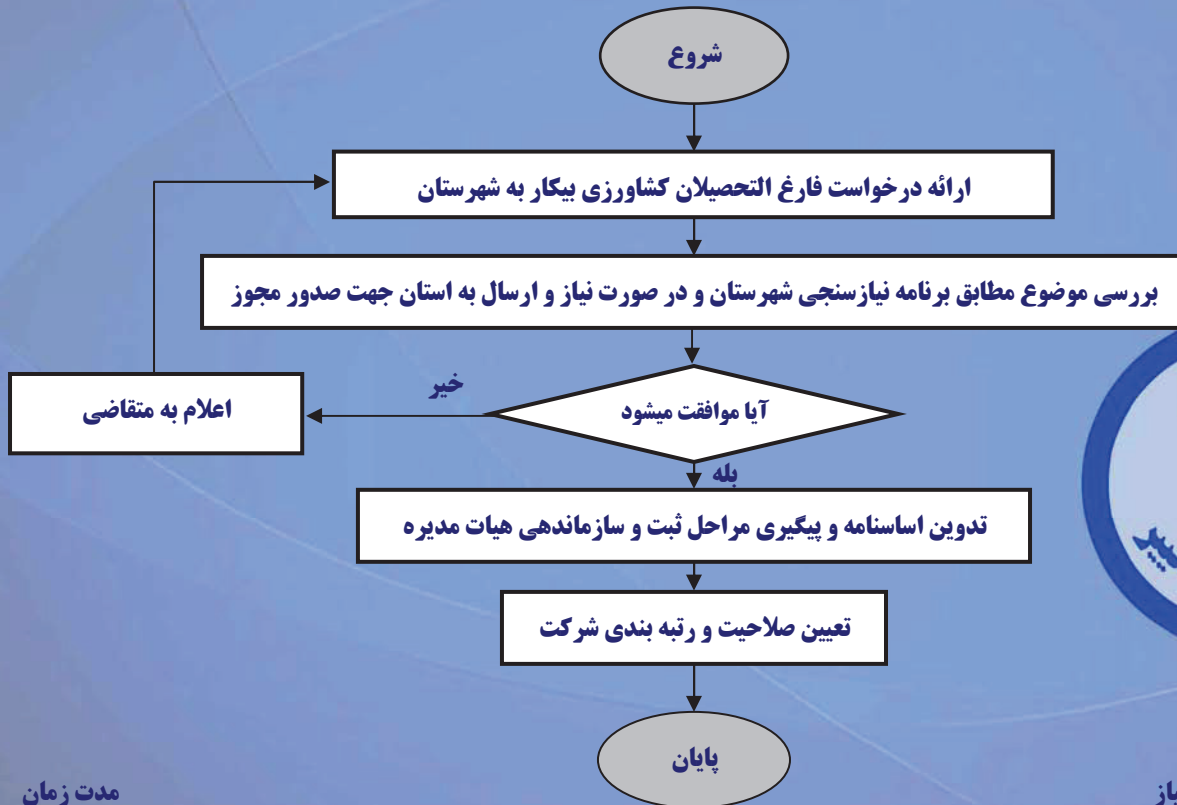 شروع
ارائه درخواست فارغ التحصیلان کشاورزی بیکار به شهرستان
بررسی موضوع مطابق برنامه نیازسنجی شهرستان و در صورت نیاز و ارسال به استان جهت صدور مجوز
آیا موافقت میشود
خیر
اعلام به متقاضی
بله
تدوین اساسنامه و پیگیری مراحل ثبت و سازماندهی هیات مدیره
تعیین صلاحیت و رتبه بندی شرکت
پایان
مدت زمان